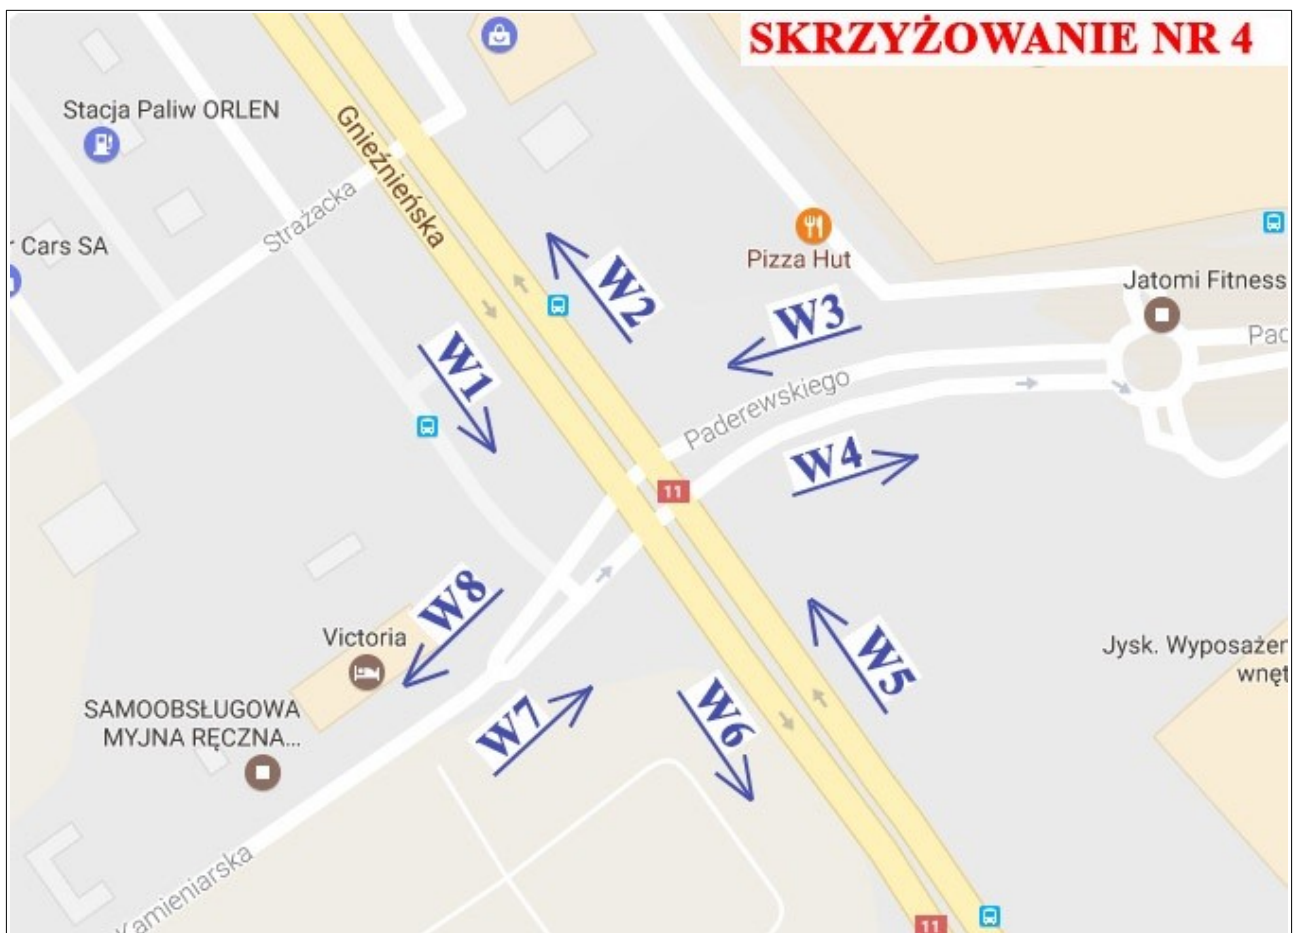 SKRZYŻOWANIE NR 4
Stacja Paliw ORLEN
Gnieźnieńska
Strażacka
r Cars SA
Pizza Hut
W2
Jatomi Fitness
W3
Pad
W1
Paderewskiego
W4
11
W8
Victoria
W5
Jysk. Wyposażen
wnęt
SAMOOBSŁUGOWA
MYJNA RĘCZNA...
W7
W6
Kamieniarska
11